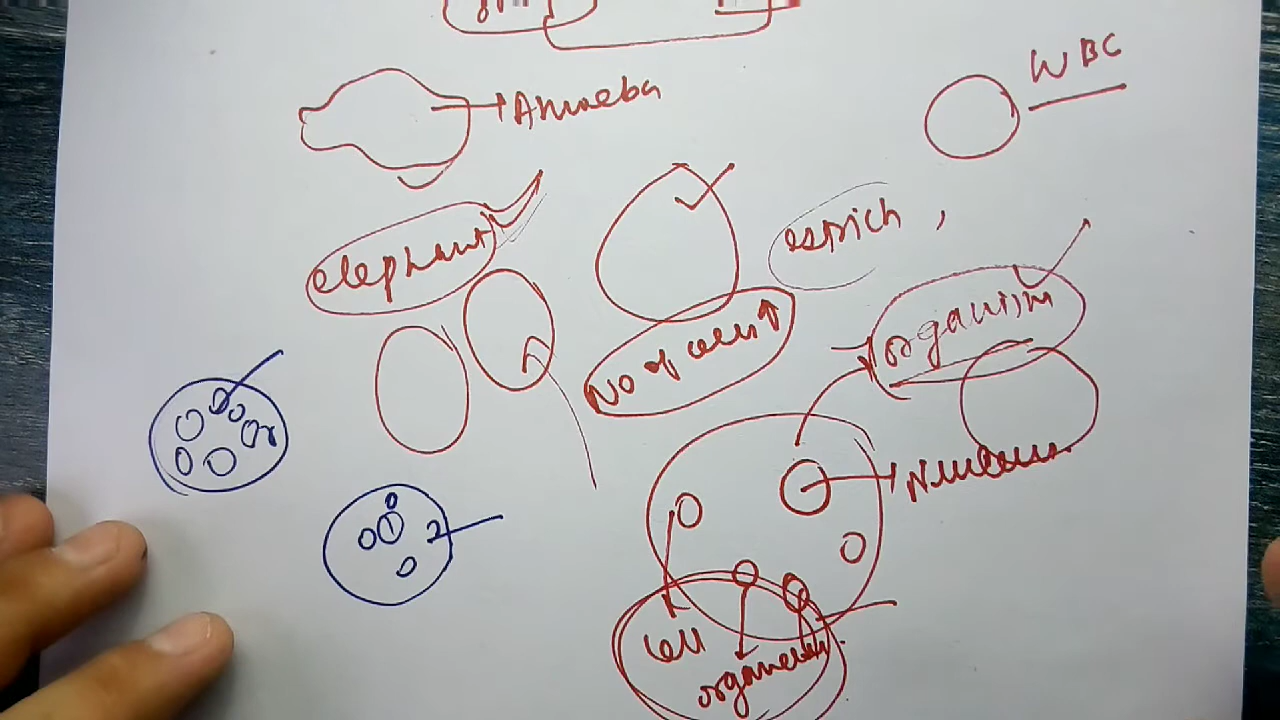 WBC
Amoeba
ostrich,
elephant
organism
No of cells ↑
Nucleus
Cell
organelles